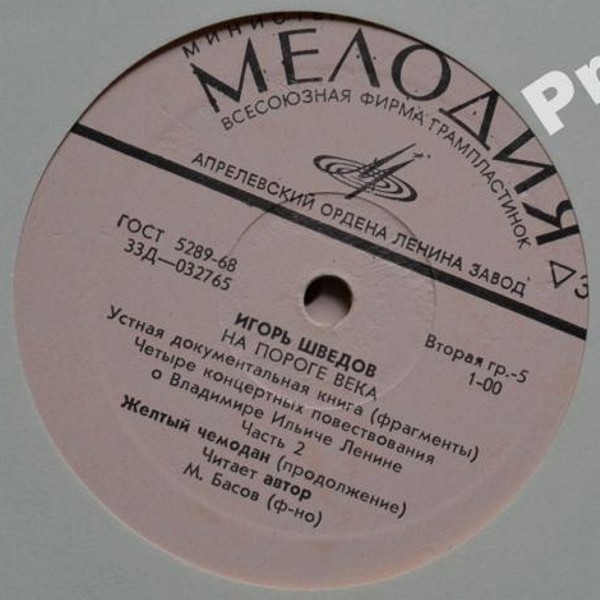 МИНИСТЕ
МЕЛОДИЯ
ВСЕСОЮЗНАЯ ФИРМА ГРАМПЛАСТИНОК
АПРЕЛЕВСКИЙ ОРДЕНА ЛЕНИНА ЗАВОД
ГОСТ 5289-68
33Д—032765
Вторая гр.-5
1-00
ИГОРЬ ШВЕДОВ
НА ПОРОГЕ ВЕКА
Устная документальная книга (фрагменты)
Четыре концертных повествования
о Владимире Ильиче Ленине
Часть 2
Желтый чемодан (продолжение)
Читает автор
М. Басов (ф-но)
Pr